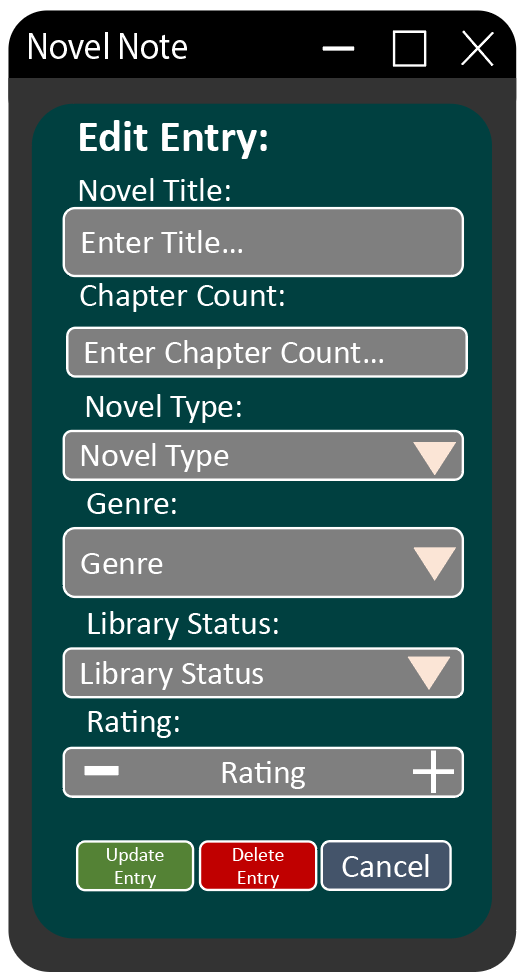 Novel Note
Edit Entry:
Novel Title:
Enter Title...
Chapter Count:
Enter Chapter Count...
Novel Type:
Novel Type
Genre:
Genre
Library Status:
Library Status
Rating:
Rating
Update
Entry
Delete
Entry
Cancel